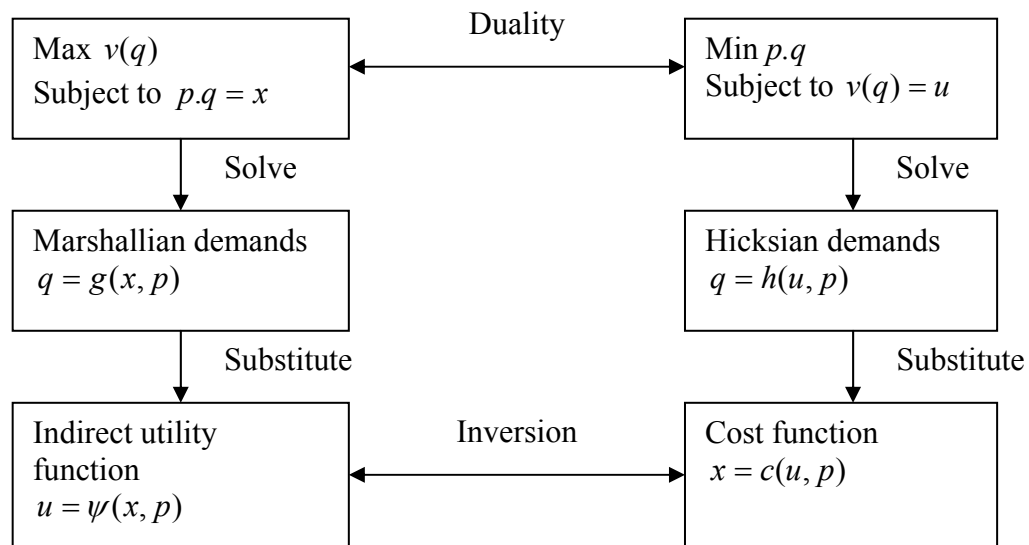 Duality
Max v(q)
Subject to p.q = x
Min p.q
Subject to v(q) = u
Solve
Solve
Marshallian demands
q = g(x, p)
Hicksian demands
q = h(u, p)
Substitute
Substitute
Indirect utility
function
u = ψ(x, p)
Inversion
Cost function
x = c(u, p)